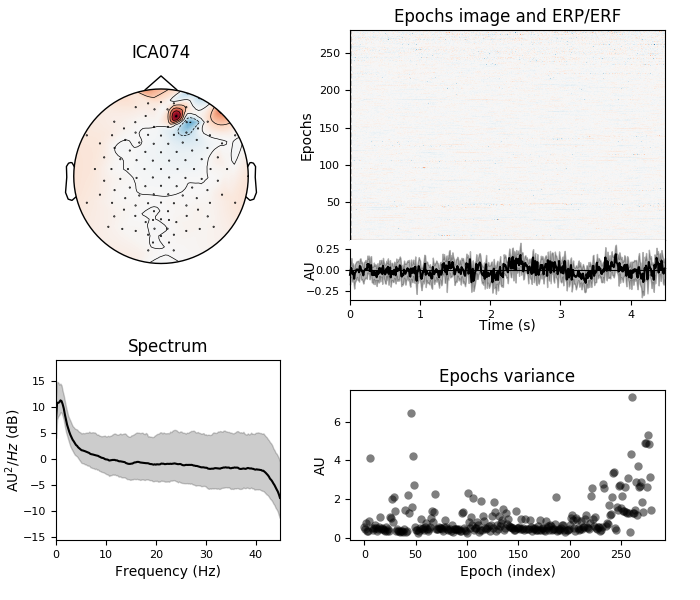 ICA074
Epochs image and ERP/ERF
Epochs
250
200
150
100
50
AU
0.25
0.00
−0.25
0 1 2 3 4
Time (s)
Spectrum
AU²/Hz (dB)
15
10
5
0
−5
−10
−15
0 20 40
Frequency (Hz)
Epochs variance
AU
6
4
2
0
0 50 100 150 200 250
Epoch (index)